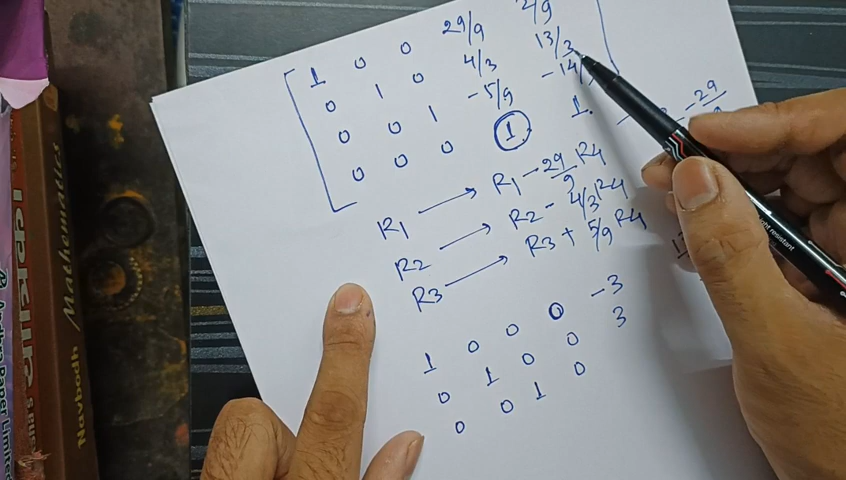 1 0 0 29/9 2/9
0 1 0 4/3 13/3
0 0 1 -5/9 -14/
0 0 0 1 1.
R1 → R1 - 29/9 R4
R2 → R2 - 4/3 R4
R3 → R3 + 5/9 R4
1 0 0 0 -3
0 1 0 0 3
0 0 1 0
- 29
Navbodh Mathematics
resistant